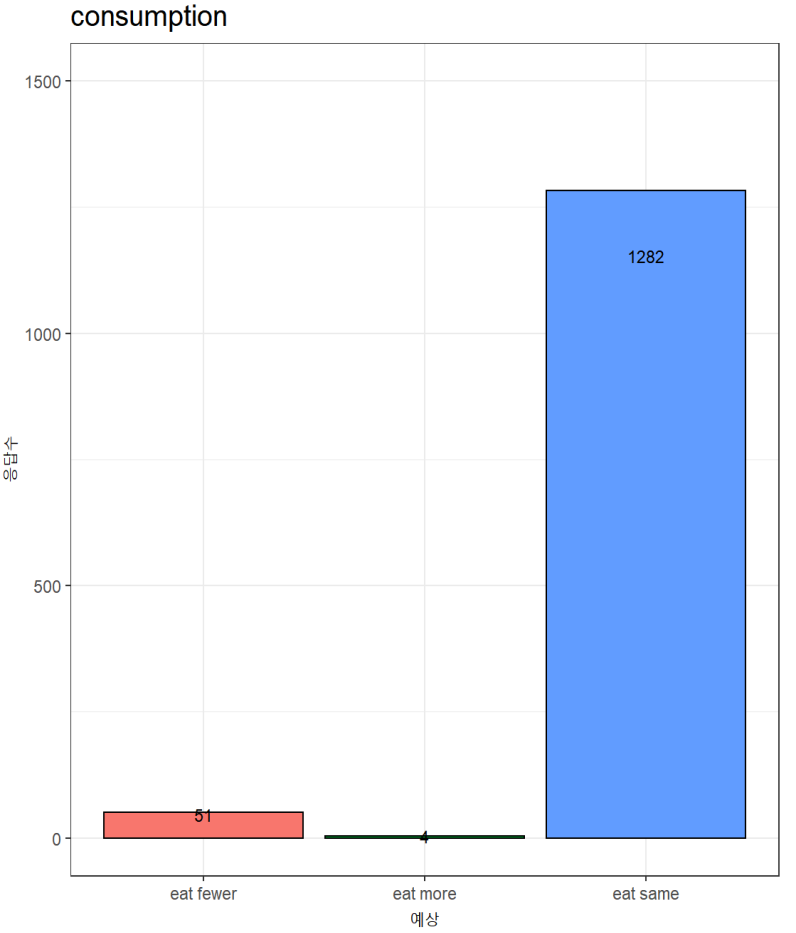 consumption
1500
1000
500
0
응답수
1282
51
4
eat fewer
eat more
eat same
예상